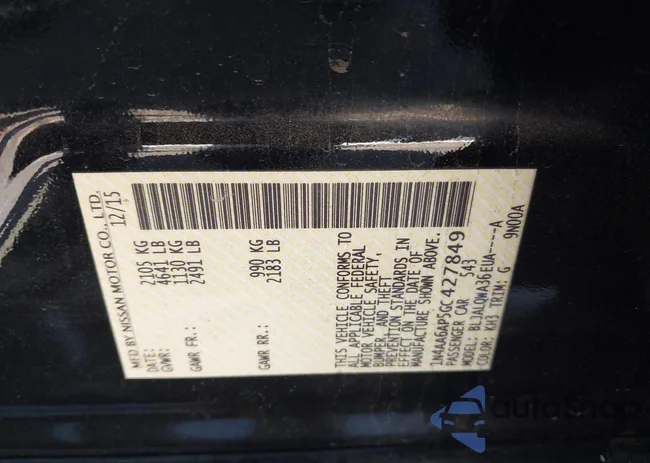 MFD BY NISSAN MOTOR CO., LTD.
DATE: 12/15
GVWR: 2105 KG
4641 LB
GAWR FR.: 1130 KG
2491 LB
GAWR RR.: 990 KG
2183 LB
THIS VEHICLE CONFORMS TO
ALL APPLICABLE FEDERAL
MOTOR VEHICLE SAFETY,
BUMPER, AND THEFT
PREVENTION STANDARDS IN
EFFECT ON THE DATE OF
MANUFACTURE SHOWN ABOVE.
1N4AA6AP5GC427849
PASSENGER CAR 543
MODEL: BLJALQWA36EUA----A
COLOR: KH3 TRIM: G 9N00A
autoShop